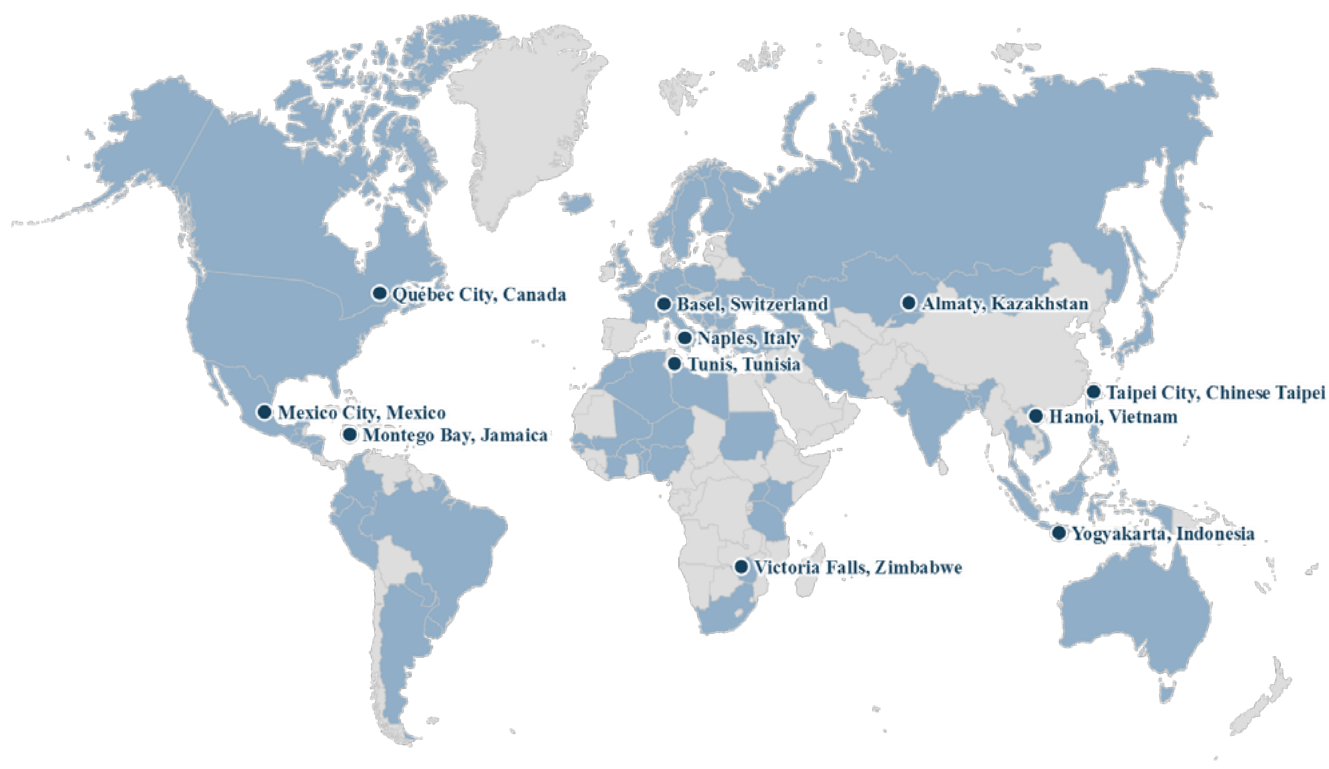 Québec City, Canada
Basel, Switzerland
Almaty, Kazakhstan
Naples, Italy
Tunis, Tunisia
Taipei City, Chinese Taipei
Mexico City, Mexico
Hanoi, Vietnam
Montego Bay, Jamaica
Yogyakarta, Indonesia
Victoria Falls, Zimbabwe